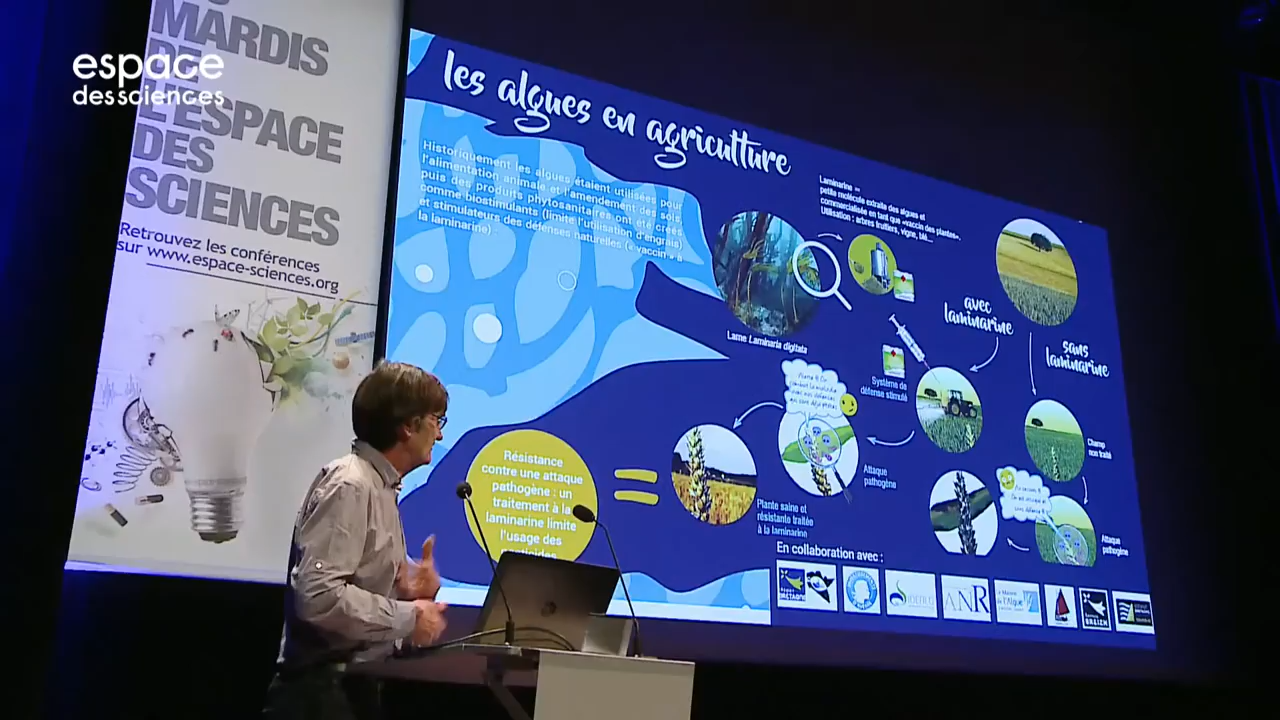 MARDIS
DE
L'ESPACE
DES
SCIENCES
Retrouvez les conférences
sur www.espace-sciences.org
espace
des sciences
les algues en agriculture
Historiquement les algues étaient utilisées pour
l'alimentation animale et l'amendement des sols,
puis des produits phytosanitaires ont été créés
comme biostimulants (limite l'utilisation d'engrais)
et stimulateurs des défenses naturelles (« vaccin » à
la laminarine)
Laminarine =
petite molécule extraite des algues et
commercialisée en tant que «vaccin des plantes».
Utilisation : arbres fruitiers, vigne, blé...
Lame Laminaria digitata
avec
laminarine
sans
laminarine
Système de
défense stimulé
Champ
non traité
Attaque
pathogène
Attaque
pathogène
Plante saine et
résistante traitée
à la laminarine
Résistance
contre une attaque
pathogène : un
traitement à la
laminarine limite
l'usage des
pesticides
=
En collaboration avec :
BRETAGNE
ANR
de l'Algue
BREIZH